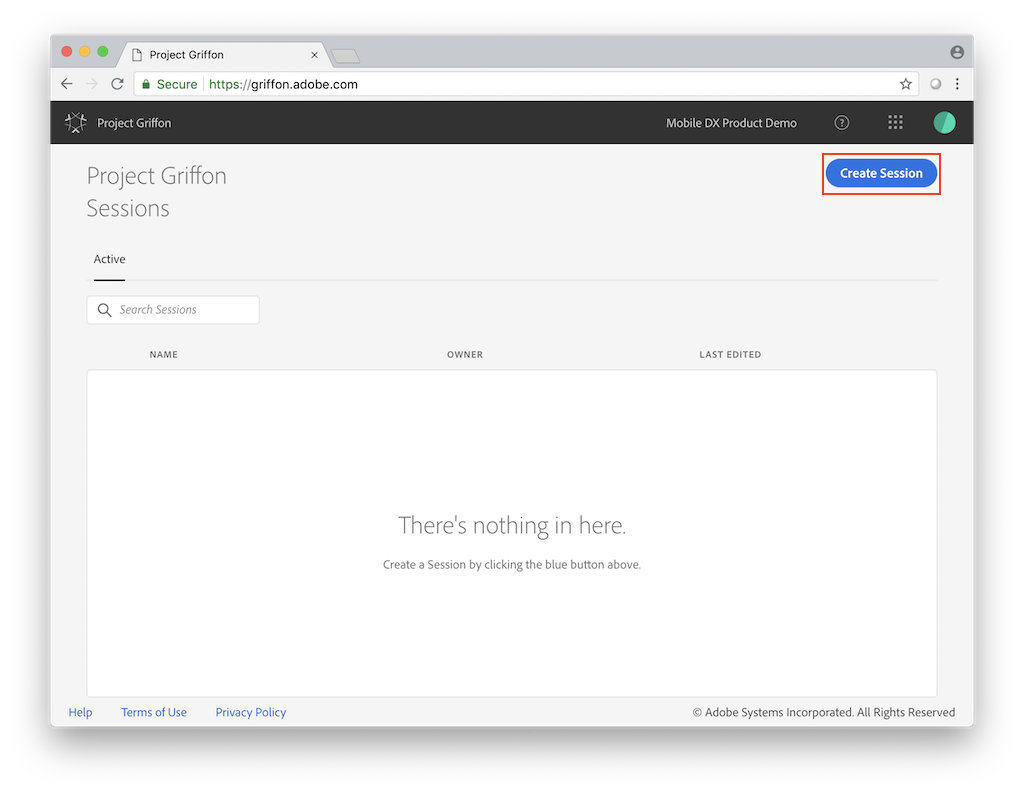 Project Griffon
Secure https://griffon.adobe.com
Project Griffon Mobile DX Product Demo
Project Griffon
Sessions
Create Session
Active
Search Sessions
NAME OWNER LAST EDITED
There's nothing in here.
Create a Session by clicking the blue button above.
Help Terms of Use Privacy Policy © Adobe Systems Incorporated. All Rights Reserved